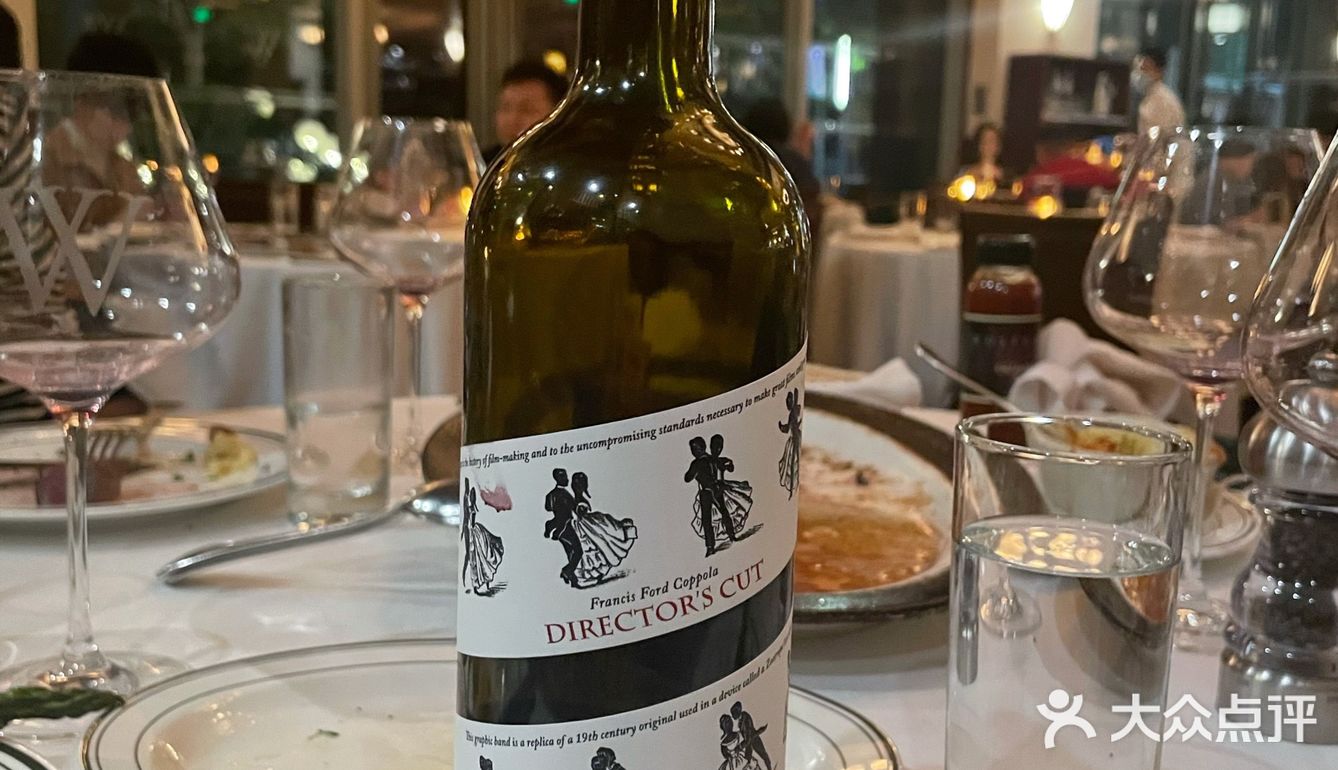 W
history of film-making and to the uncompromising standards necessary to make great films
Francis Ford Coppola
DIRECTOR'S CUT
This graphic band is a replica of a 19th century original used in a device called a
大众点评